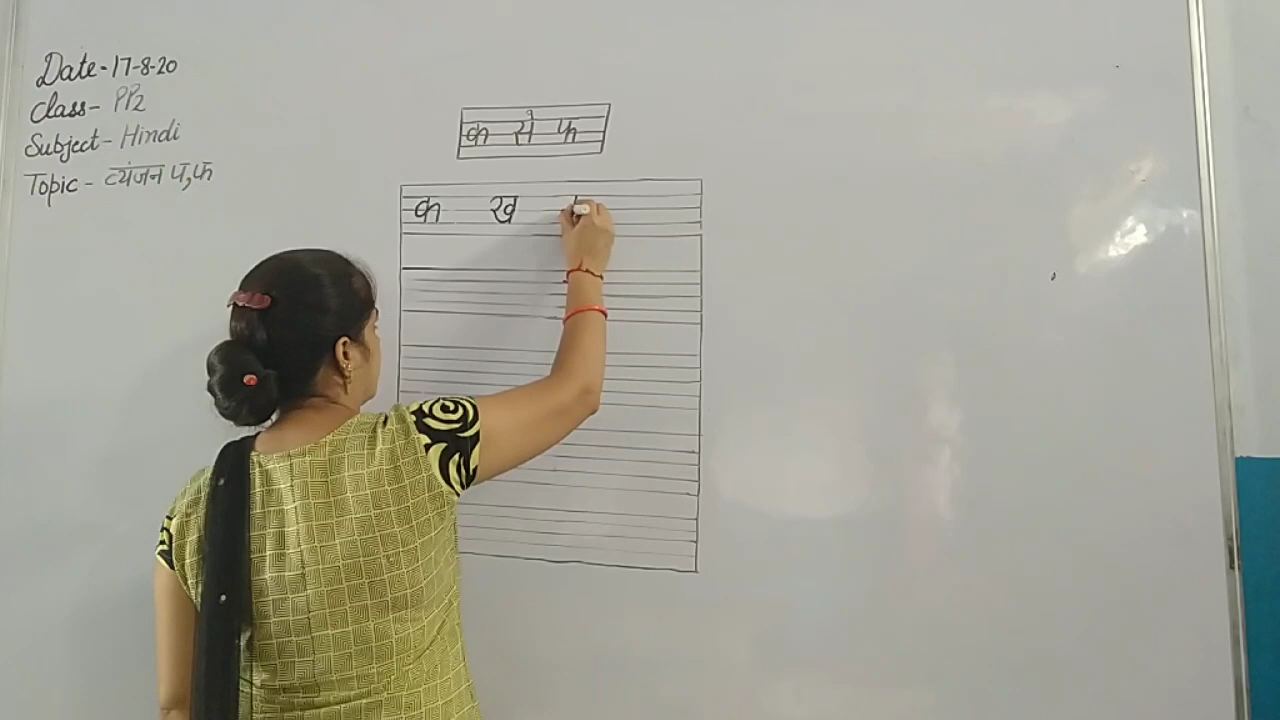 Date-17-8-20
Class- PP2
Subject- Hindi
Topic- व्यंजन प,फ
क से फ
क ख